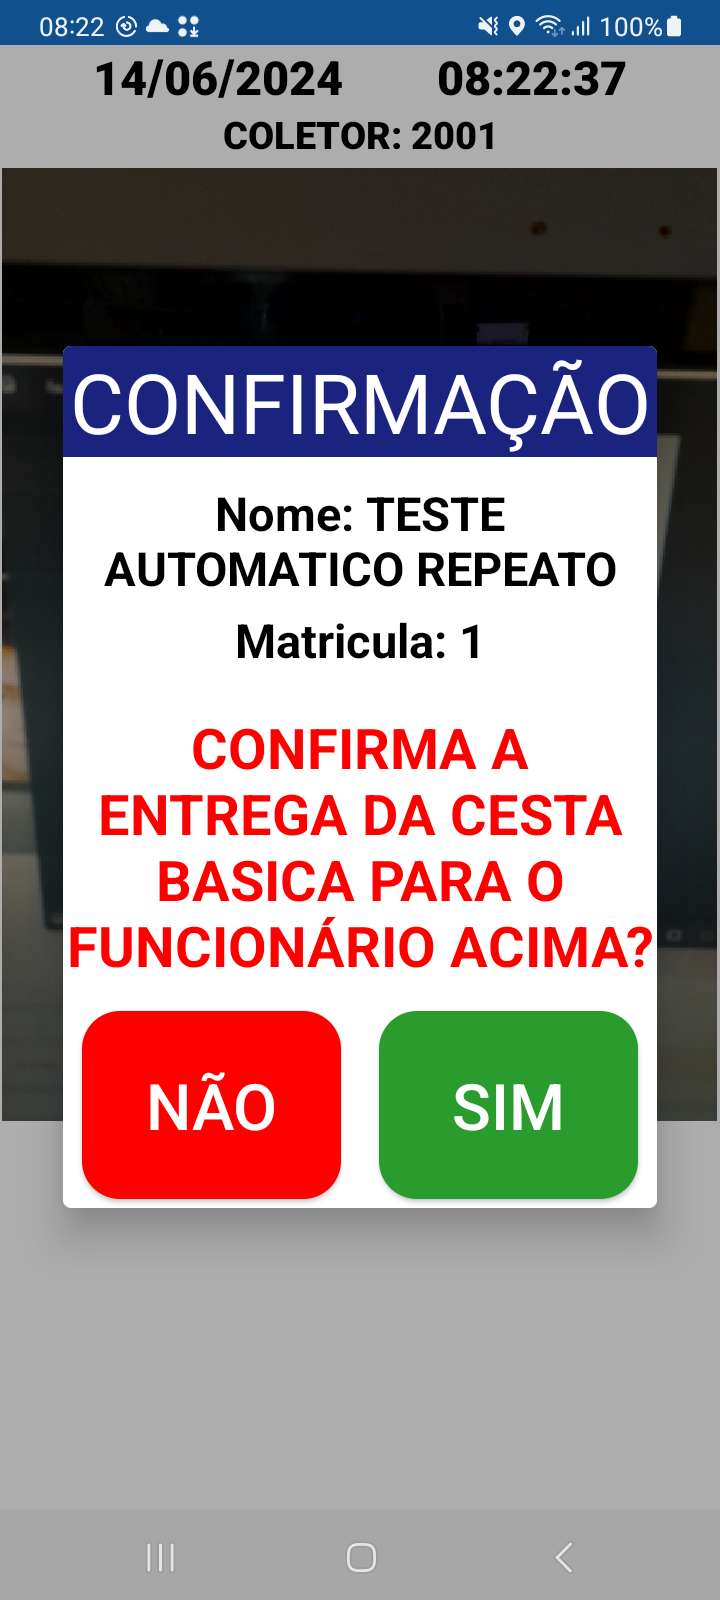 08:22 100%
14/06/2024 08:22:37
COLETOR: 2001
CONFIRMAÇÃO
Nome: TESTE
AUTOMATICO REPEATO
Matricula: 1
CONFIRMA A
ENTREGA DA CESTA
BASICA PARA O
FUNCIONÁRIO ACIMA?
NÃO SIM